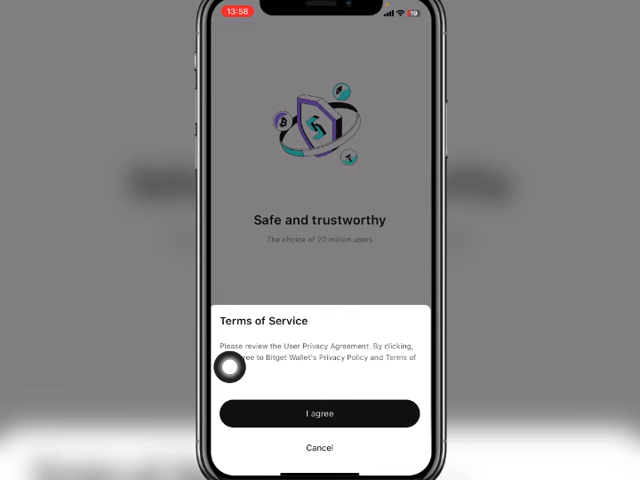 13:58
19
Safe and trustworthy
The choice of 20 million users
Terms of Service
Please review the User Privacy Agreement. By clicking,
to Bitget Wallet's Privacy Policy and Terms of
I agree
Cancel